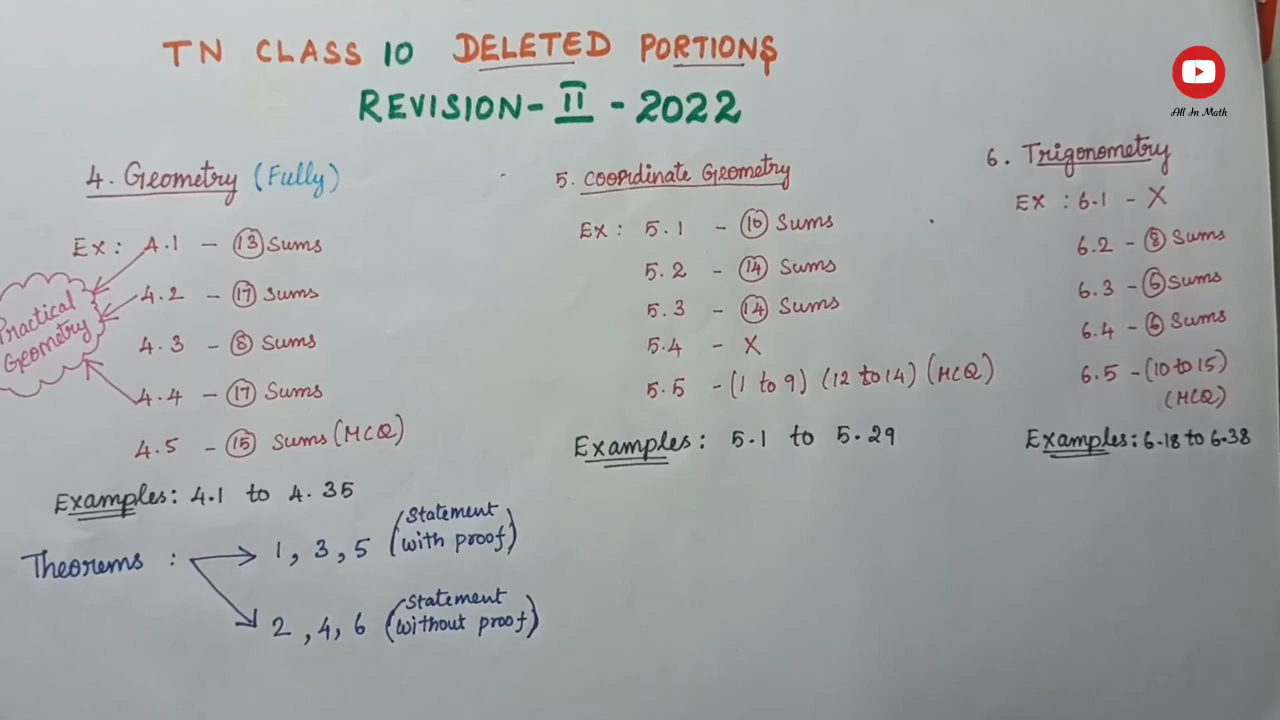 TN CLASS 10 DELETED PORTIONS
REVISION - II - 2022
All In Math
4. Geometry (Fully)
Ex : 4.1 - 13 Sums
4.2 - 17 Sums
4.3 - 8 Sums
4.4 - 17 Sums
4.5 - 15 Sums (MCQ)
Practical
Geometry
Examples: 4.1 to 4.35
Theorems : 1, 3, 5 (Statement
with proof)
2, 4, 6 (Statement
without proof)
5. Coordinate Geometry
Ex : 5.1 - 10 Sums
5.2 - 14 Sums
5.3 - 14 Sums
5.4 - X
5.5 - (1 to 9) (12 to 14) (MCQ)
Examples: 5.1 to 5.29
6. Trigonometry
Ex : 6.1 - X
6.2 - 8 Sums
6.3 - 6 Sums
6.4 - 6 Sums
6.5 - (10 to 15)
(MCQ)
Examples: 6.18 to 6.38